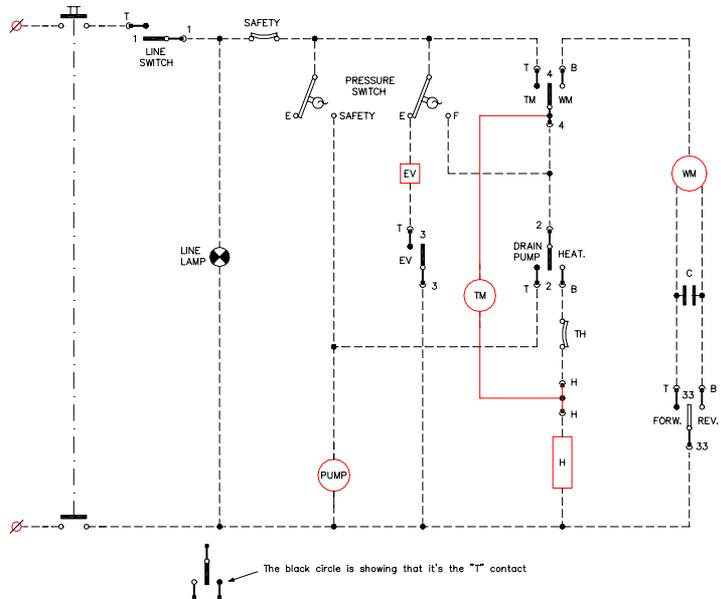 T
SAFETY
1
1
LINE
SWITCH
T
4
B
TM
WM
4
PRESSURE
SWITCH
E
SAFETY
E
F
EV
WM
T
3
EV
3
LINE
LAMP
2
DRAIN
PUMP
HEAT.
T
2
B
TM
C
TH
H
H
T
33
B
FORW.
REV.
33
H
PUMP
The black circle is showing that it's the "T" contact